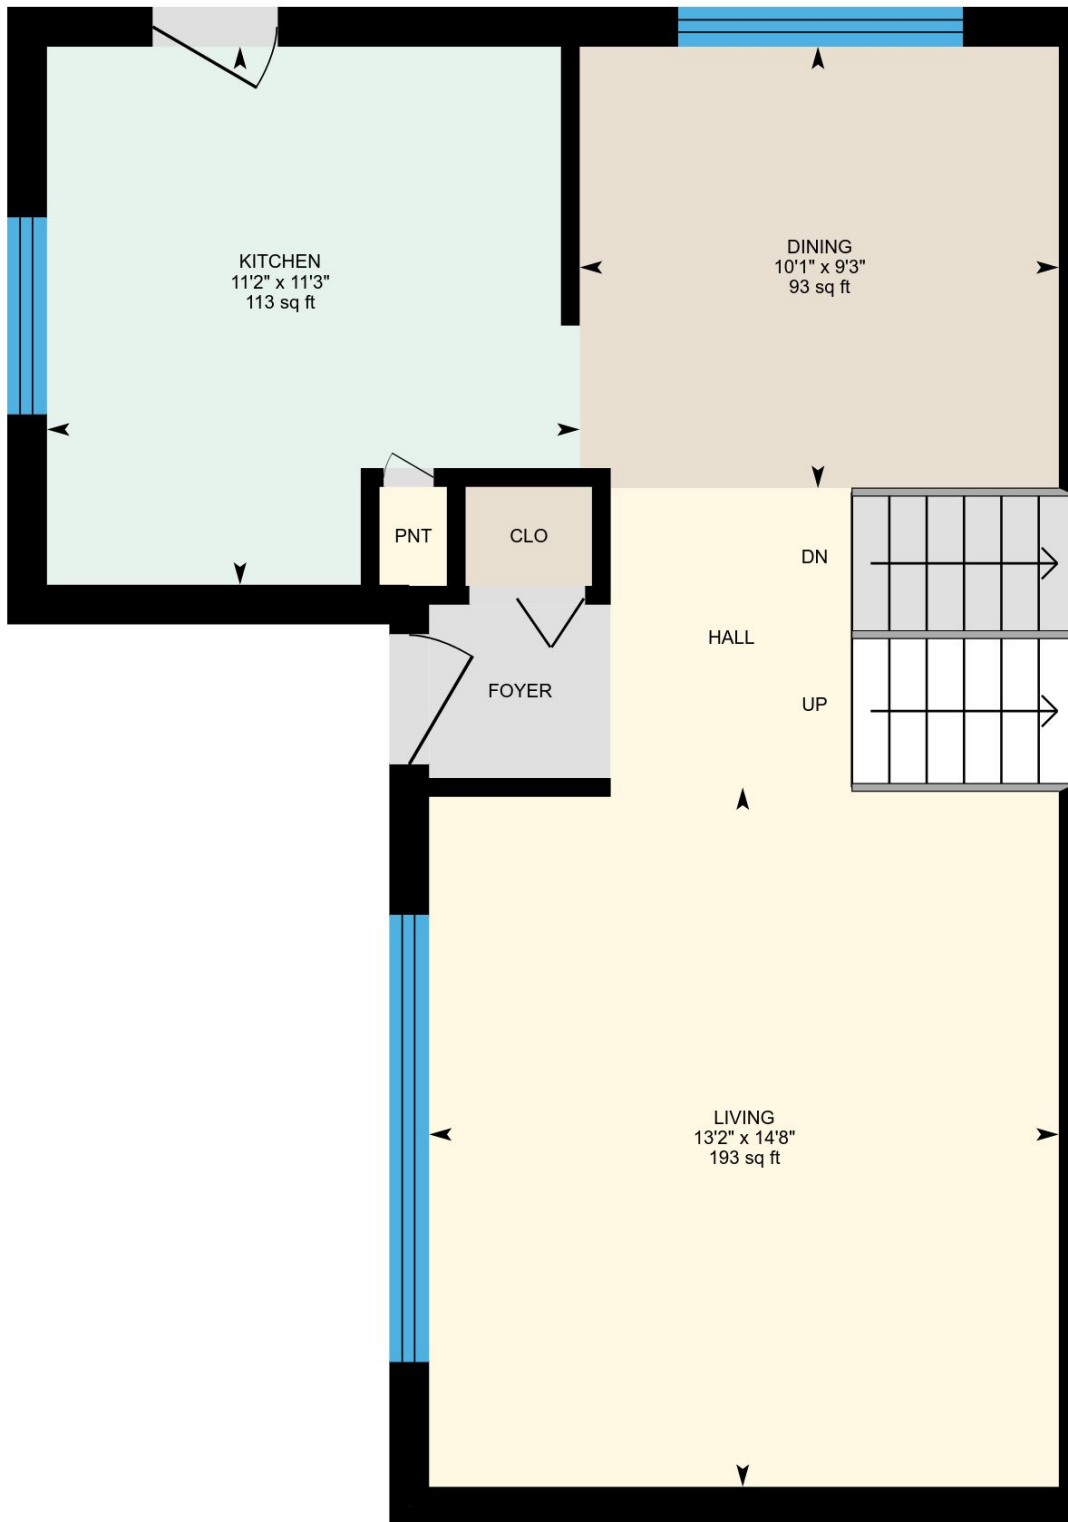 KITCHEN
11'2" x 11'3"
113 sq ft
DINING
10'1" x 9'3"
93 sq ft
PNT
CLO
DN
HALL
FOYER
UP
LIVING
13'2" x 14'8"
193 sq ft